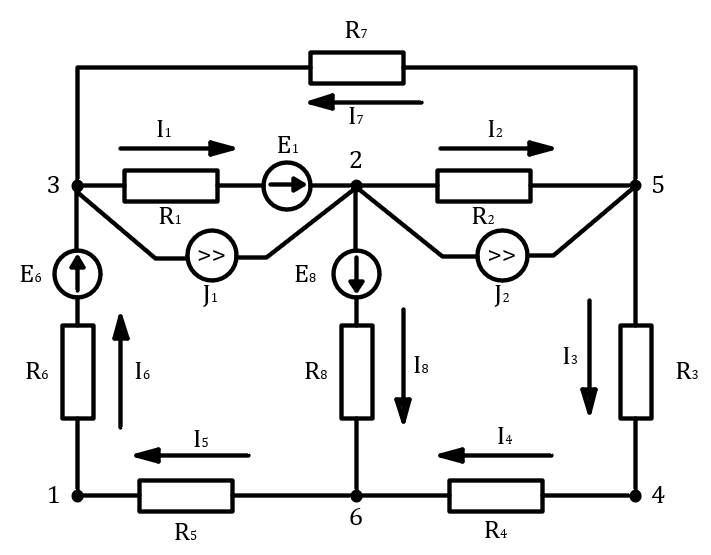 R₇
I₇
I₁
E₁
2
I₂
3
5
R₁
R₂
>>
>>
E₆
J₁
E₈
J₂
R₆
I₆
R₈
I₈
I₃
R₃
I₅
I₄
1
6
4
R₅
R₄